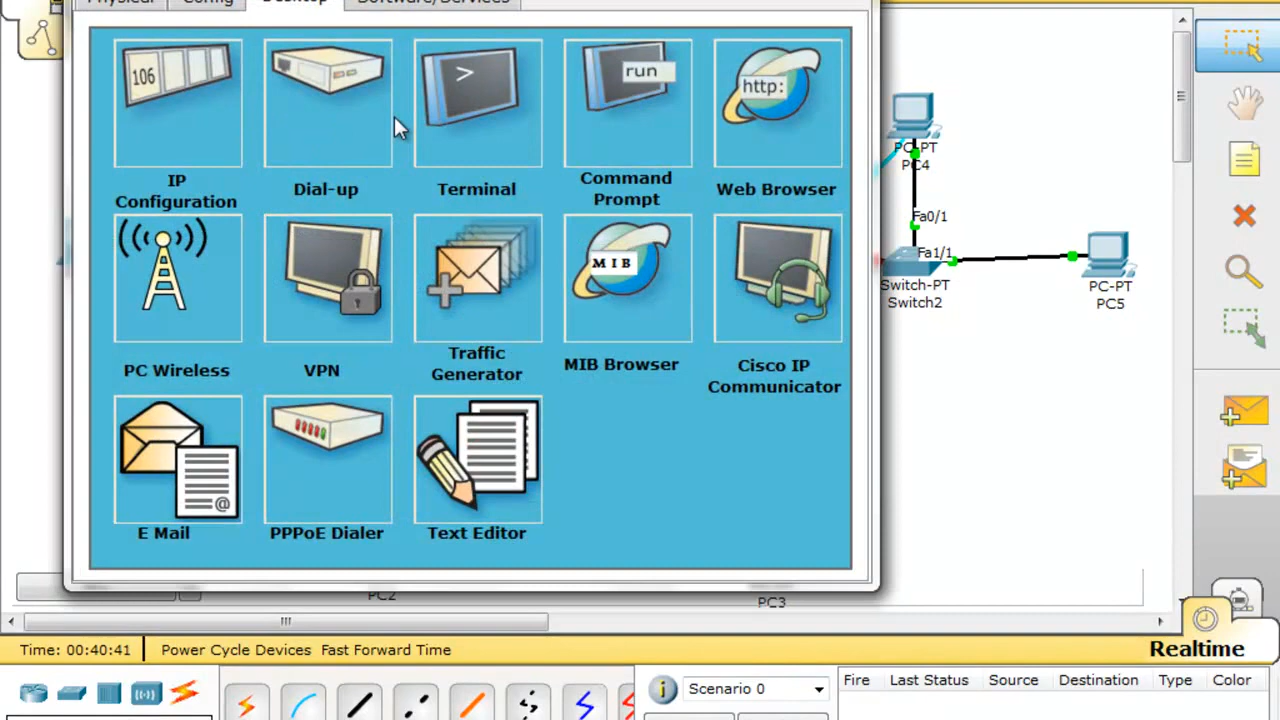 Physical Config Desktop Software/Services
106
>
run
http:
IP
Configuration
Dial-up
Terminal
Command
Prompt
Web Browser
MIB
PC Wireless
VPN
Traffic
Generator
MIB Browser
Cisco IP
Communicator
@
E Mail
PPPoE Dialer
Text Editor
PC-PT
PC4
Fa0/1
Fa1/1
Switch-PT
Switch2
PC-PT
PC5
PC2
PC3
Time: 00:40:41 Power Cycle Devices Fast Forward Time
Realtime
i
Scenario 0
Fire Last Status Source Destination Type Color